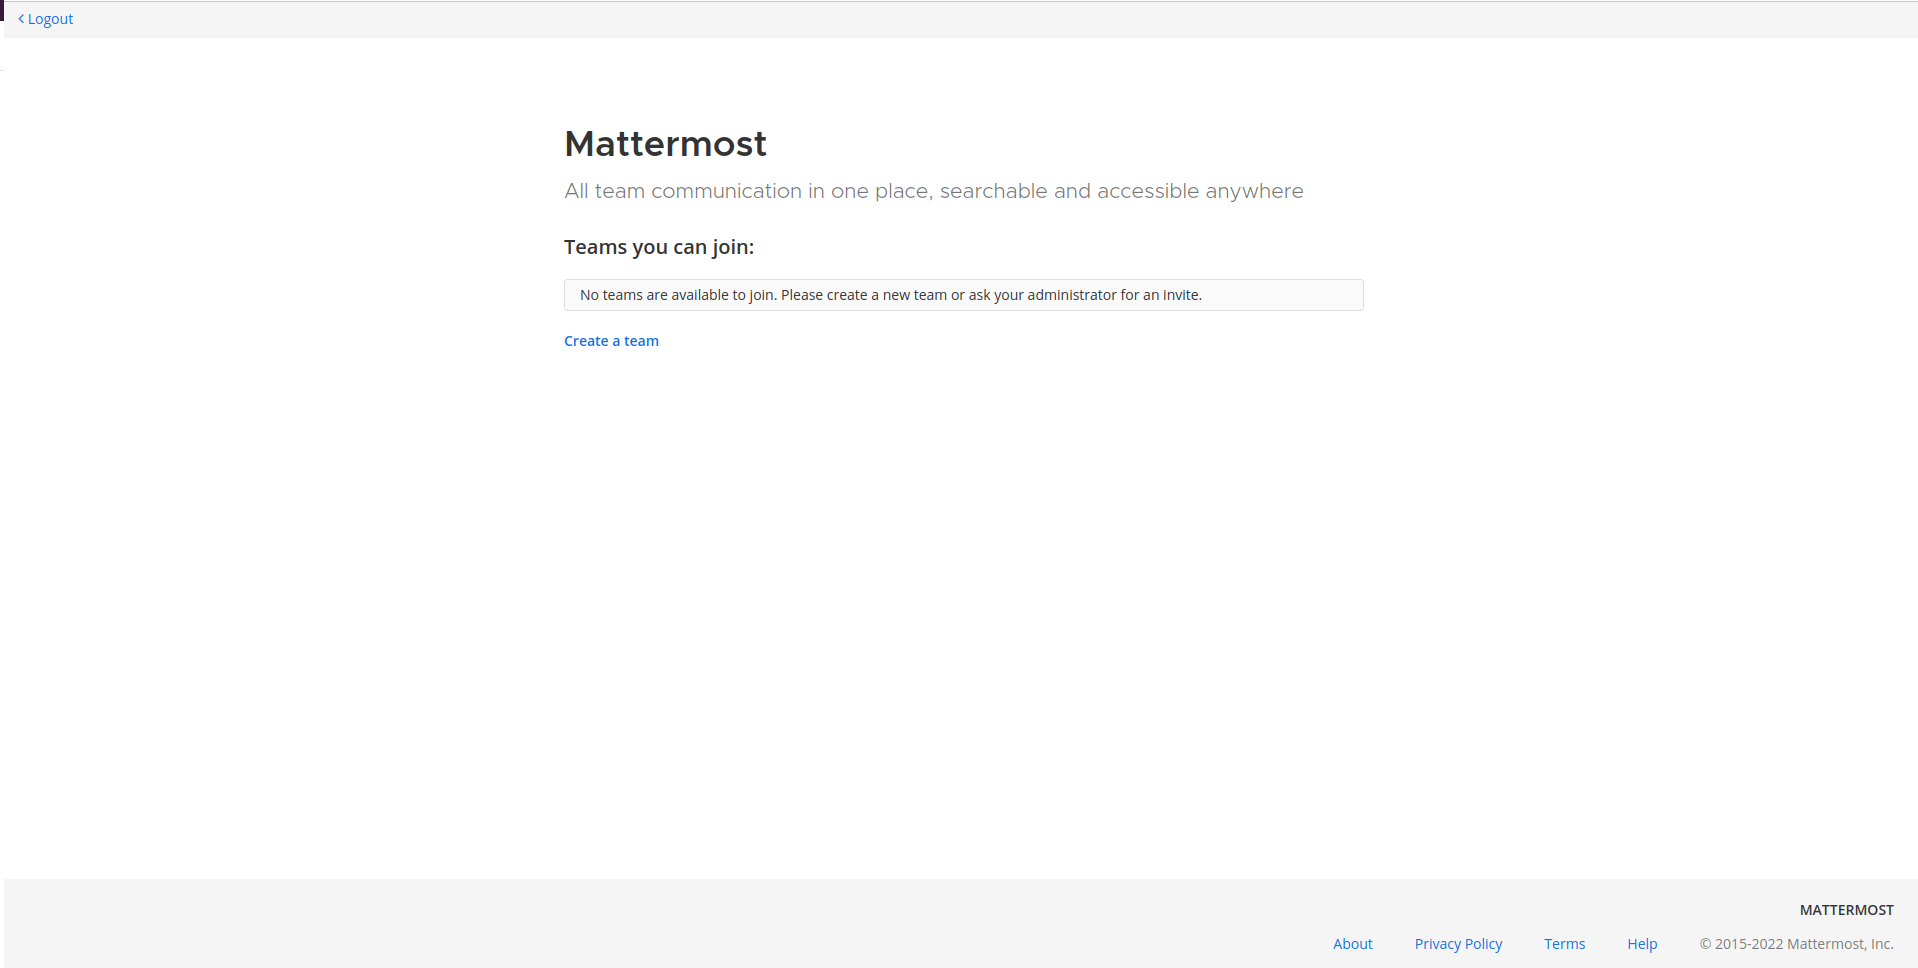 Logout
Mattermost
All team communication in one place, searchable and accessible anywhere
Teams you can join:
No teams are available to join. Please create a new team or ask your administrator for an invite.
Create a team
MATTERMOST
About Privacy Policy Terms Help © 2015-2022 Mattermost, Inc.